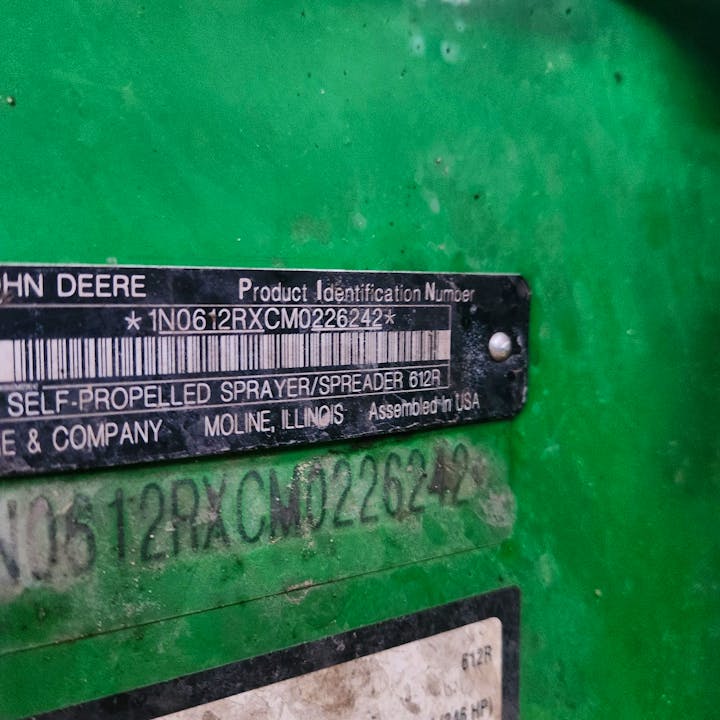 OHN DEERE Product Identification Number
*1N0612RXCM0226242*
SELF-PROPELLED SPRAYER/SPREADER 612R
E & COMPANY MOLINE, ILLINOIS Assembled in USA
N0612RXCM0226242*
612R
HP)